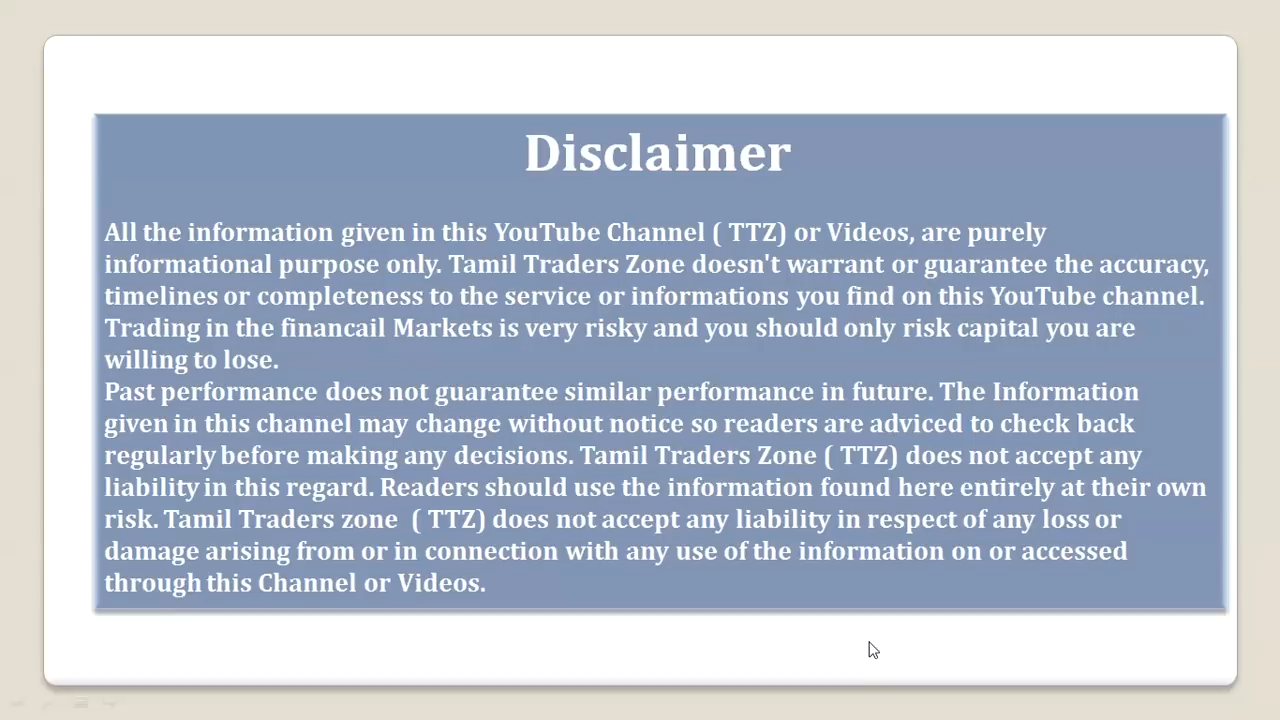 Disclaimer
All the information given in this YouTube Channel ( TTZ) or Videos, are purely
informational purpose only. Tamil Traders Zone doesn't warrant or guarantee the accuracy,
timelines or completeness to the service or informations you find on this YouTube channel.
Trading in the financail Markets is very risky and you should only risk capital you are
willing to lose.
Past performance does not guarantee similar performance in future. The Information
given in this channel may change without notice so readers are adviced to check back
regularly before making any decisions. Tamil Traders Zone ( TTZ) does not accept any
liability in this regard. Readers should use the information found here entirely at their own
risk. Tamil Traders zone  ( TTZ) does not accept any liability in respect of any loss or
damage arising from or in connection with any use of the information on or accessed
through this Channel or Videos.